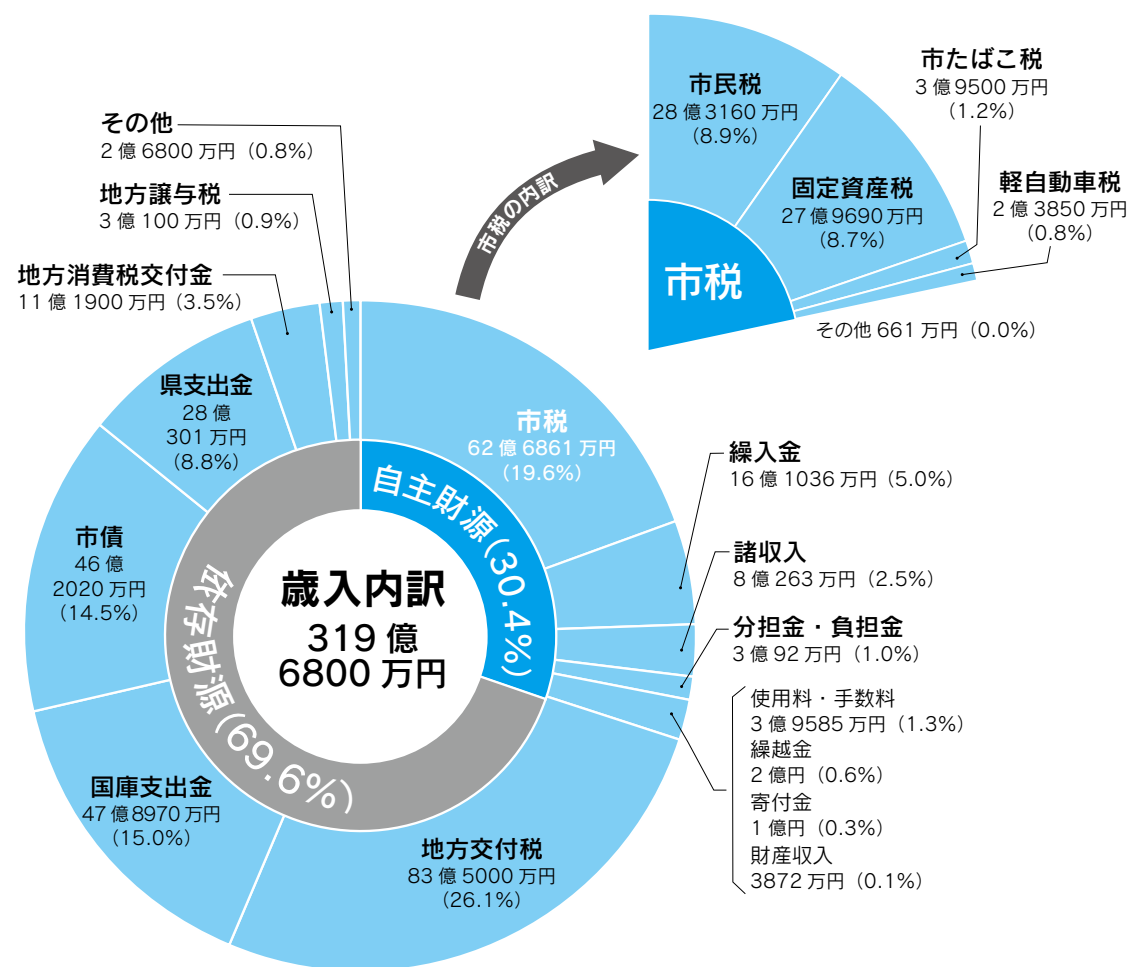 市民税
28億3160万円
(8.9%)
固定資産税
27億9690万円
(8.7%)
市たばこ税
3億9500万円
(1.2%)
軽自動車税
2億3850万円
(0.8%)
その他 661万円(0.0%)
市税
市税の内訳
その他
2億6800万円(0.8%)
地方譲与税
3億100万円(0.9%)
地方消費税交付金
11億1900万円(3.5%)
県支出金
28億
301万円
(8.8%)
市債
46億
2020万円
(14.5%)
国庫支出金
47億8970万円
(15.0%)
地方交付税
83億5000万円
(26.1%)
市税
62億6861万円
(19.6%)
繰入金
16億1036万円(5.0%)
諸収入
8億263万円(2.5%)
分担金・負担金
3億92万円(1.0%)
使用料・手数料
3億9585万円(1.3%)
繰越金
2億円(0.6%)
寄付金
1億円(0.3%)
財産収入
3872万円(0.1%)
自主財源(30.4%)
依存財源(69.6%)
歳入内訳
319億
6800万円